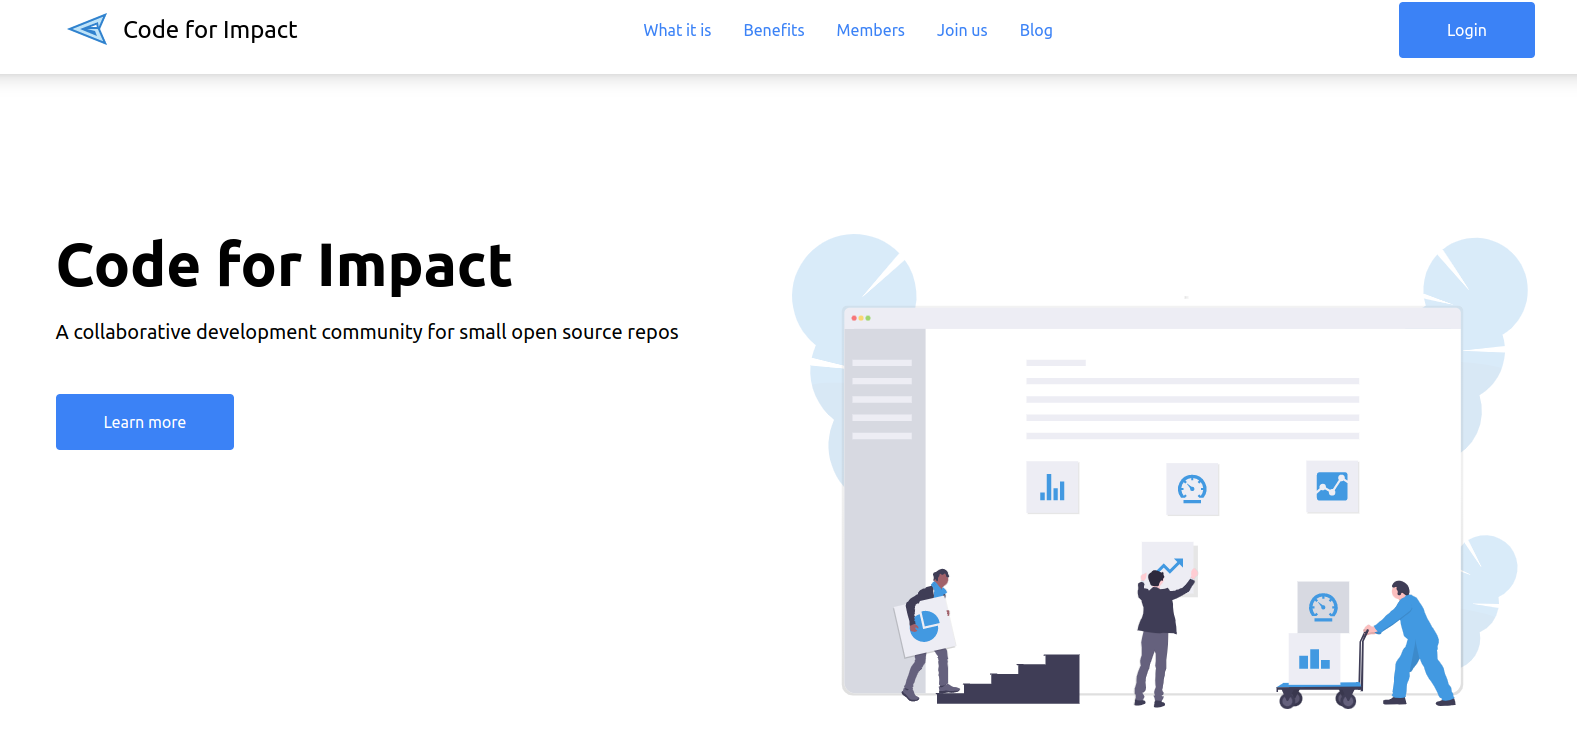 Code for Impact
What it is
Benefits
Members
Join us
Blog
Login
Code for Impact
A collaborative development community for small open source repos
Learn more